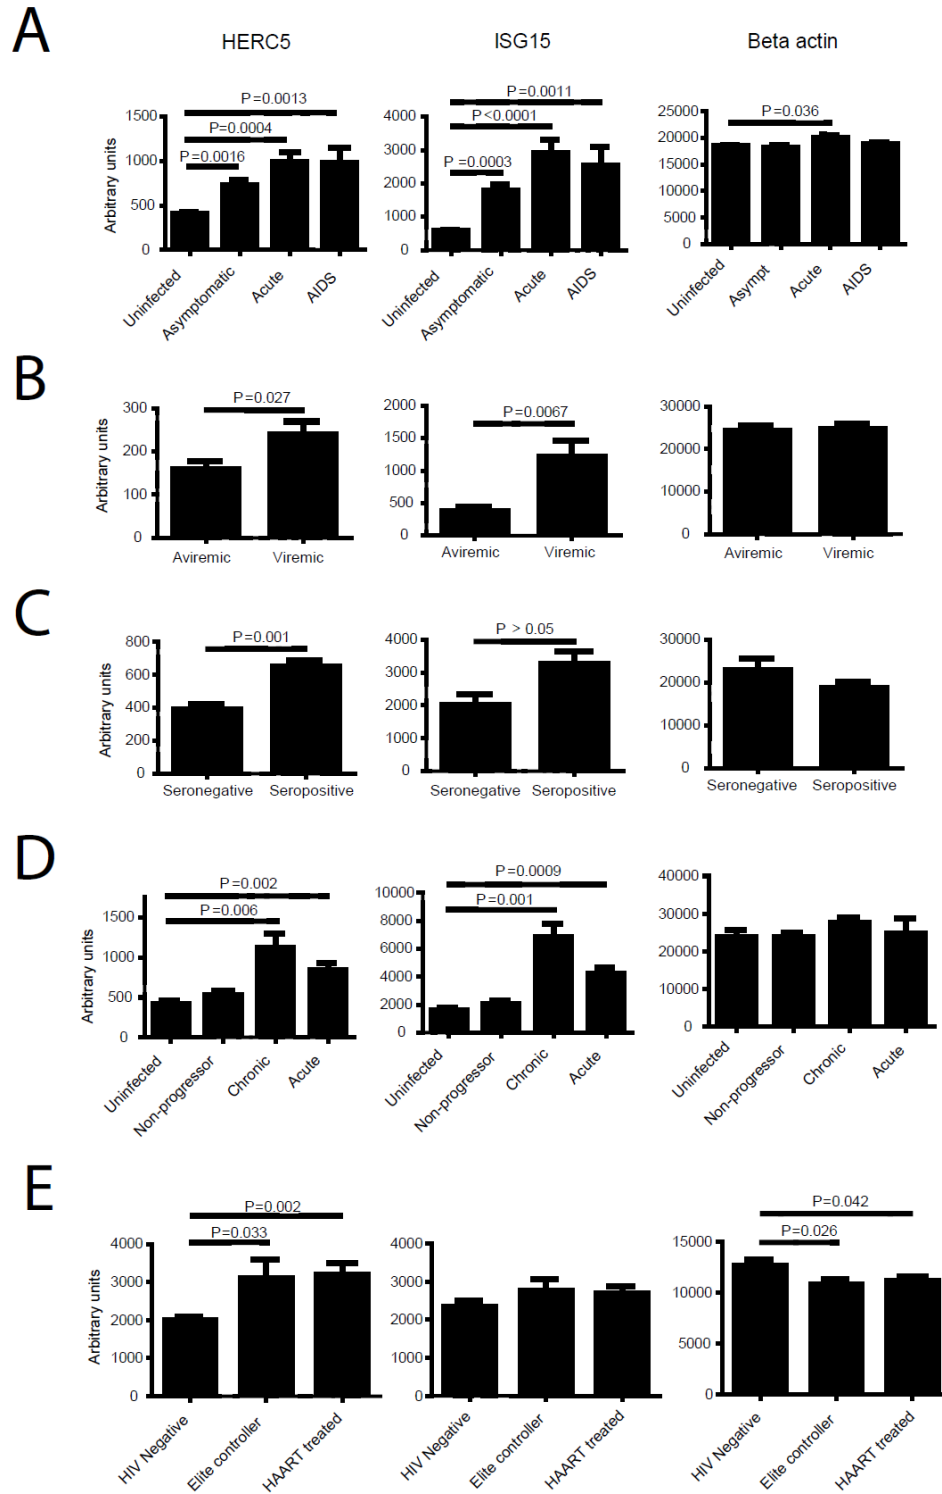 A
HERC5
ISG15
Beta actin
P=0.0013
P=0.0004
P=0.0016
Arbitrary units
1500
1000
500
0
Uninfected
Asymptomatic
Acute
AIDS
P=0.0011
P<0.0001
P=0.0003
4000
3000
2000
1000
0
Uninfected
Asymptomatic
Acute
AIDS
P=0.036
25000
20000
15000
10000
5000
0
Uninfected
Asympt
Acute
AIDS
B
P=0.027
Arbitrary units
300
200
100
0
Aviremic
Viremic
P=0.0067
2000
1500
1000
500
0
Aviremic
Viremic
30000
20000
10000
0
Aviremic
Viremic
C
P=0.001
Arbitrary units
800
600
400
200
0
Seronegative
Seropositive
P > 0.05
4000
3000
2000
1000
0
Seronegative
Seropositive
30000
20000
10000
0
Seronegative
Seropositive
D
P=0.002
P=0.006
Arbitrary units
1500
1000
500
0
Uninfected
Non-progressor
Chronic
Acute
P=0.0009
P=0.001
10000
8000
6000
4000
2000
0
Uninfected
Non-progressor
Chronic
Acute
40000
30000
20000
10000
0
Uninfected
Non-progressor
Chronic
Acute
E
P=0.002
P=0.033
Arbitrary units
4000
3000
2000
1000
0
HIV Negative
Elite controller
HAART treated
4000
3000
2000
1000
0
HIV Negative
Elite controller
HAART treated
P=0.042
P=0.026
15000
10000
5000
0
HIV Negative
Elite controller
HAART treated